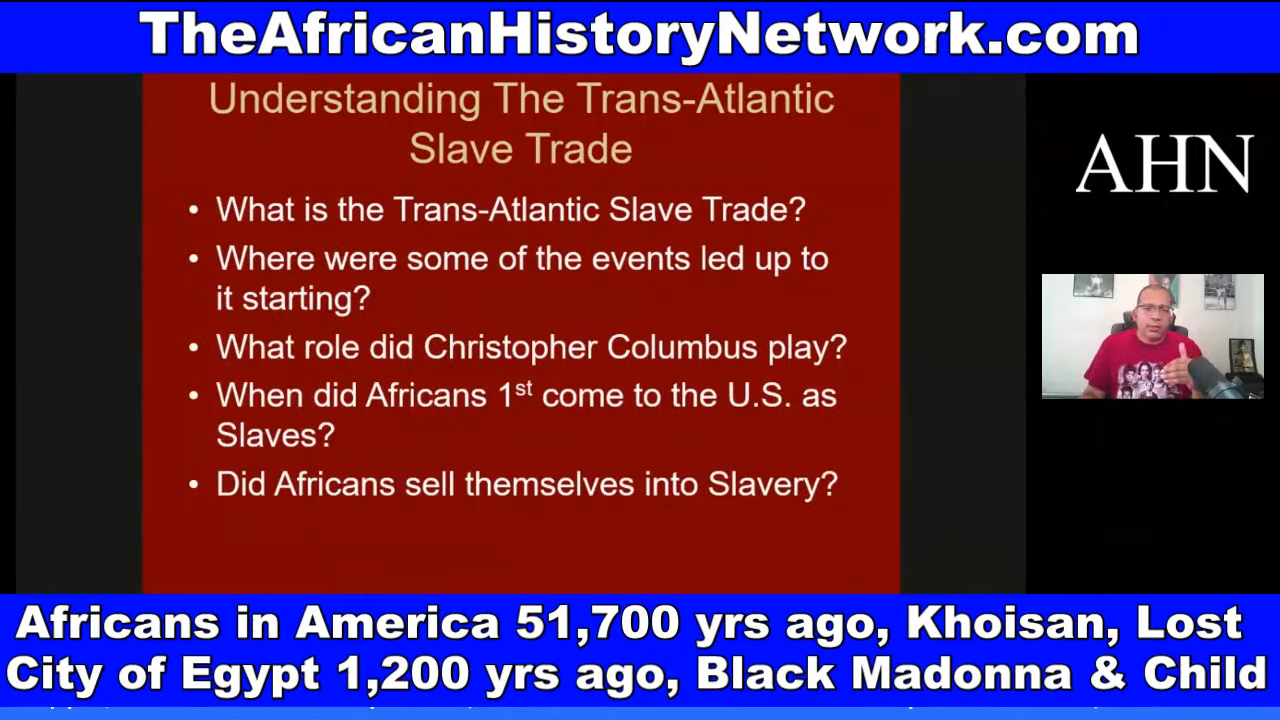 TheAfricanHistoryNetwork.com
Understanding The Trans-Atlantic
Slave Trade
AHN
• What is the Trans-Atlantic Slave Trade?
• Where were some of the events led up to
it starting?
• What role did Christopher Columbus play?
• When did Africans 1st come to the U.S. as
Slaves?
• Did Africans sell themselves into Slavery?
Africans in America 51,700 yrs ago, Khoisan, Lost
City of Egypt 1,200 yrs ago, Black Madonna & Child